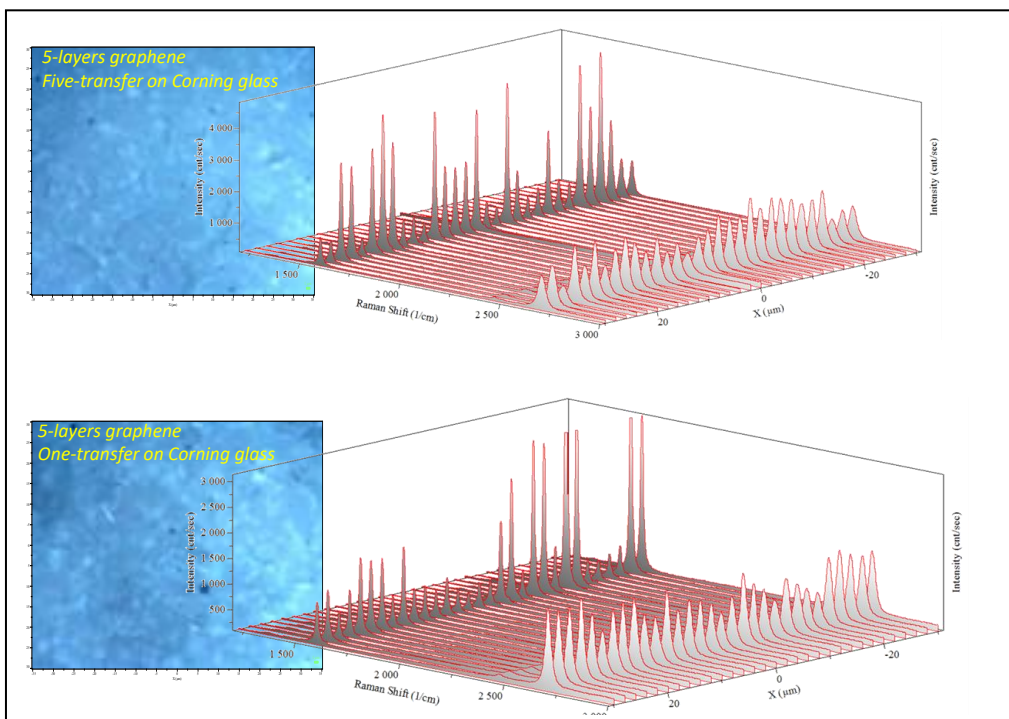 5-layers graphene
Five-transfer on Corning glass
4 000
3 000
2 000
1 000
Intensity (cnt/sec)
1 500
2 000
2 500
3 000
Raman Shift (1/cm)
20
0
-20
X (µm)
Intensity (cnt/sec)
5-layers graphene
One-transfer on Corning glass
3 000
2 500
2 000
1 500
1 000
500
Intensity (cnt/sec)
1 500
2 000
2 500
3 000
Raman Shift (1/cm)
20
0
-20
X (µm)
Intensity (cnt/sec)